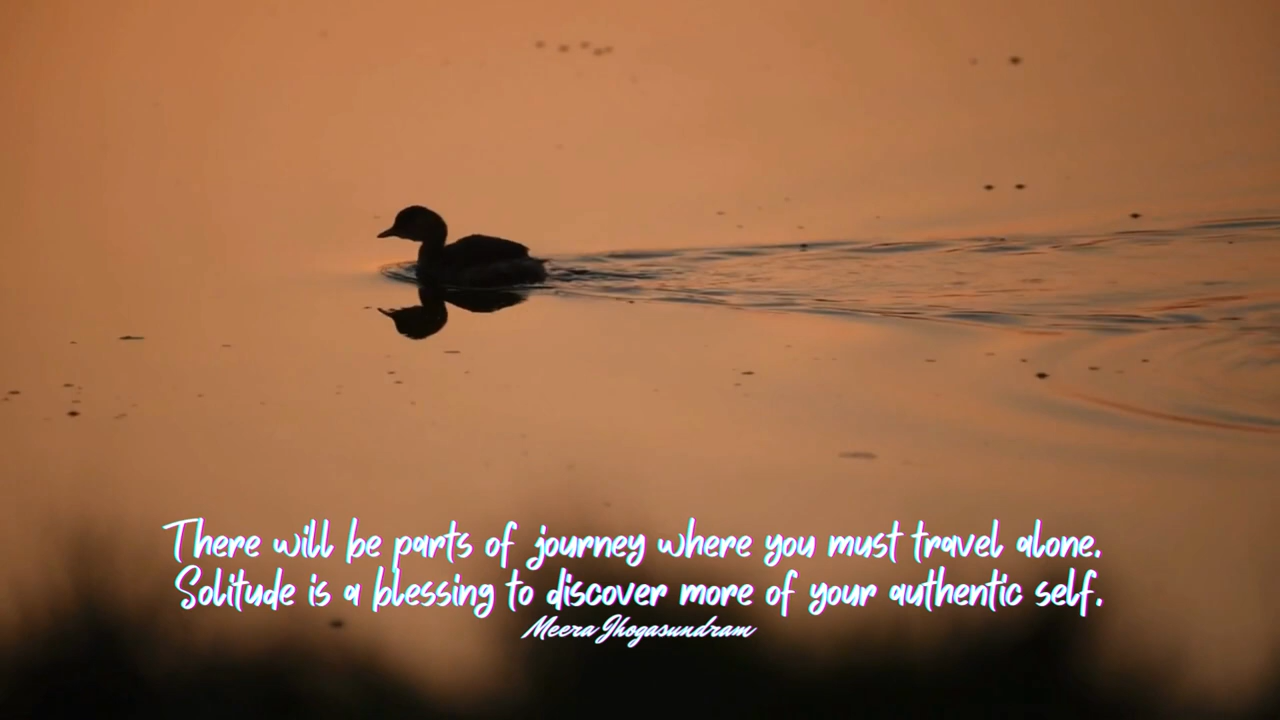 There will be parts of journey where you must travel alone.
Solitude is a blessing to discover more of your authentic self.
Meera Jhogasundram